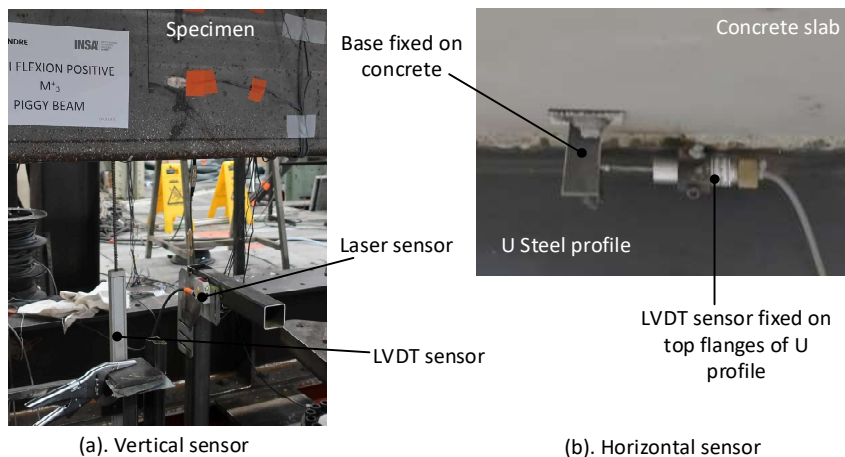 Specimen
NDRE
INSA
I FLEXION POSITIVE
M+3
PIGGY BEAM
Laser sensor
LVDT sensor
(a). Vertical sensor
Base fixed on
concrete
Concrete slab
U Steel profile
LVDT sensor fixed on
top flanges of U
profile
(b). Horizontal sensor